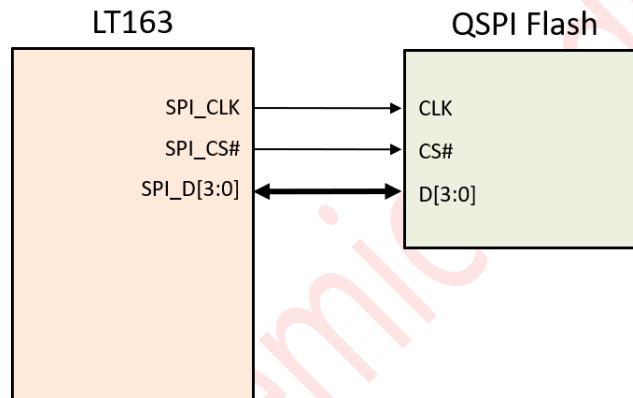 LT163
QSPI Flash
SPI_CLK
CLK
SPI_CS#
CS#
SPI_D[3:0]
D[3:0]